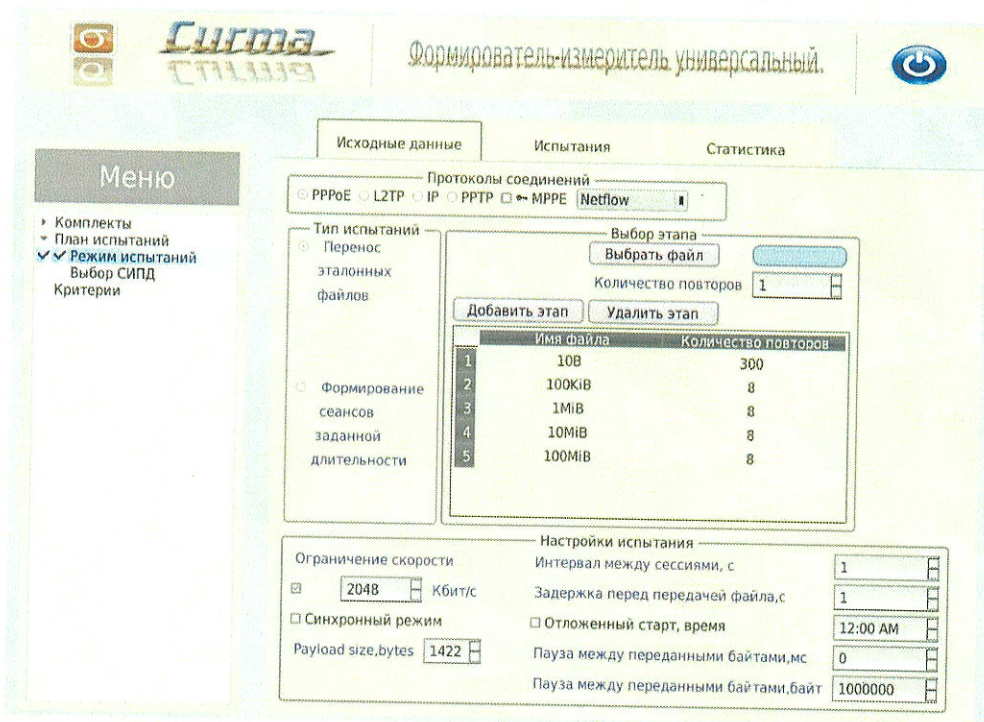 σ
Сигма
Формирователь-измеритель универсальный.
Исходные данные
Испытания
Статистика
Меню
Комплекты
План испытаний
Режим испытаний
Выбор СИПД
Критерии
Протоколы соединений
PPPoE L2TP IP PPTP MPPE Netflow
Тип испытаний
Перенос
эталонных
файлов
Формирование
сеансов
заданной
длительности
Выбор этапа
Выбрать файл
Количество повторов 1
Добавить этап Удалить этап
Имя файла Количество повторов
1 10B 300
2 100KiB 8
3 1MiB 8
4 10MiB 8
5 100MiB 8
Настройки испытания
Ограничение скорости
2048 Кбит/с
Синхронный режим
Payload size,bytes 1422
Интервал между сессиями, с 1
Задержка перед передачей файла,с 1
Отложенный старт, время 12:00 AM
Пауза между переданными байтами,мс 0
Пауза между переданными байтами,байт 1000000